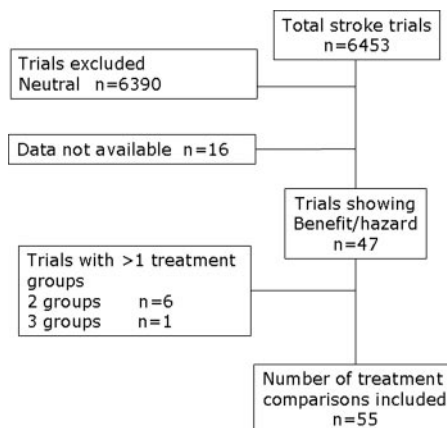 Total stroke trials
n=6453
Trials excluded
Neutral n=6390
Data not available n=16
Trials showing
Benefit/hazard
n=47
Trials with >1 treatment
groups
2 groups n=6
3 groups n=1
Number of treatment
comparisons included
n=55